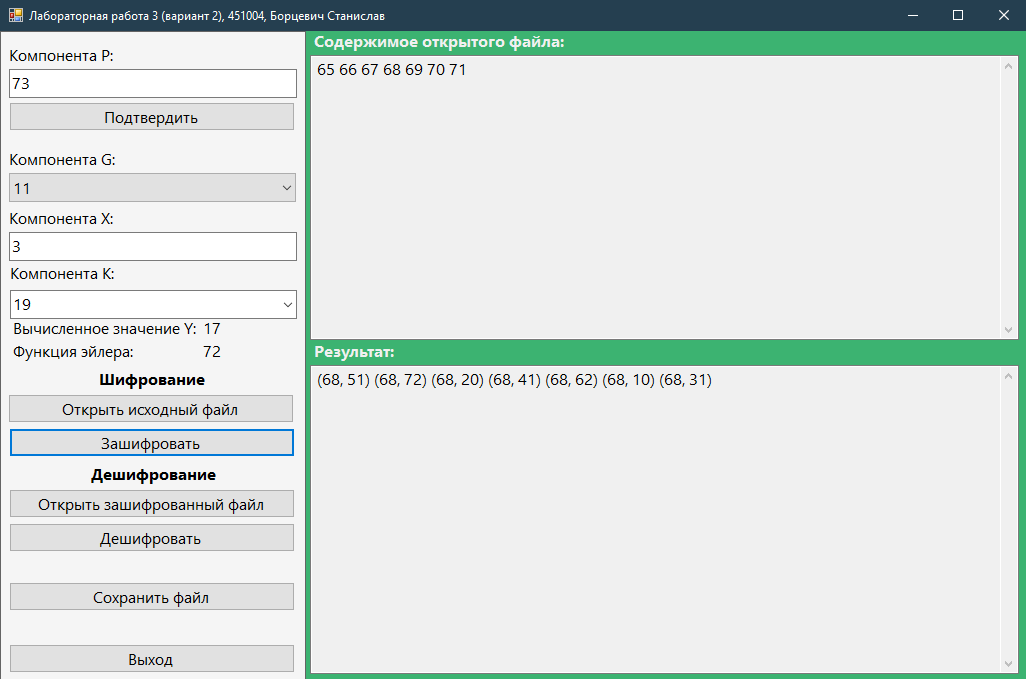 Лабораторная работа 3 (вариант 2), 451004, Борцевич Станислав
Компонента P:
73
Подтвердить
Компонента G:
11
Компонента X:
3
Компонента K:
19
Вычисленное значение Y: 17
Функция эйлера: 72
Шифрование
Открыть исходный файл
Зашифровать
Дешифрование
Открыть зашифрованный файл
Дешифровать
Сохранить файл
Выход
Содержимое открытого файла:
65 66 67 68 69 70 71
Результат:
(68, 51) (68, 72) (68, 20) (68, 41) (68, 62) (68, 10) (68, 31)